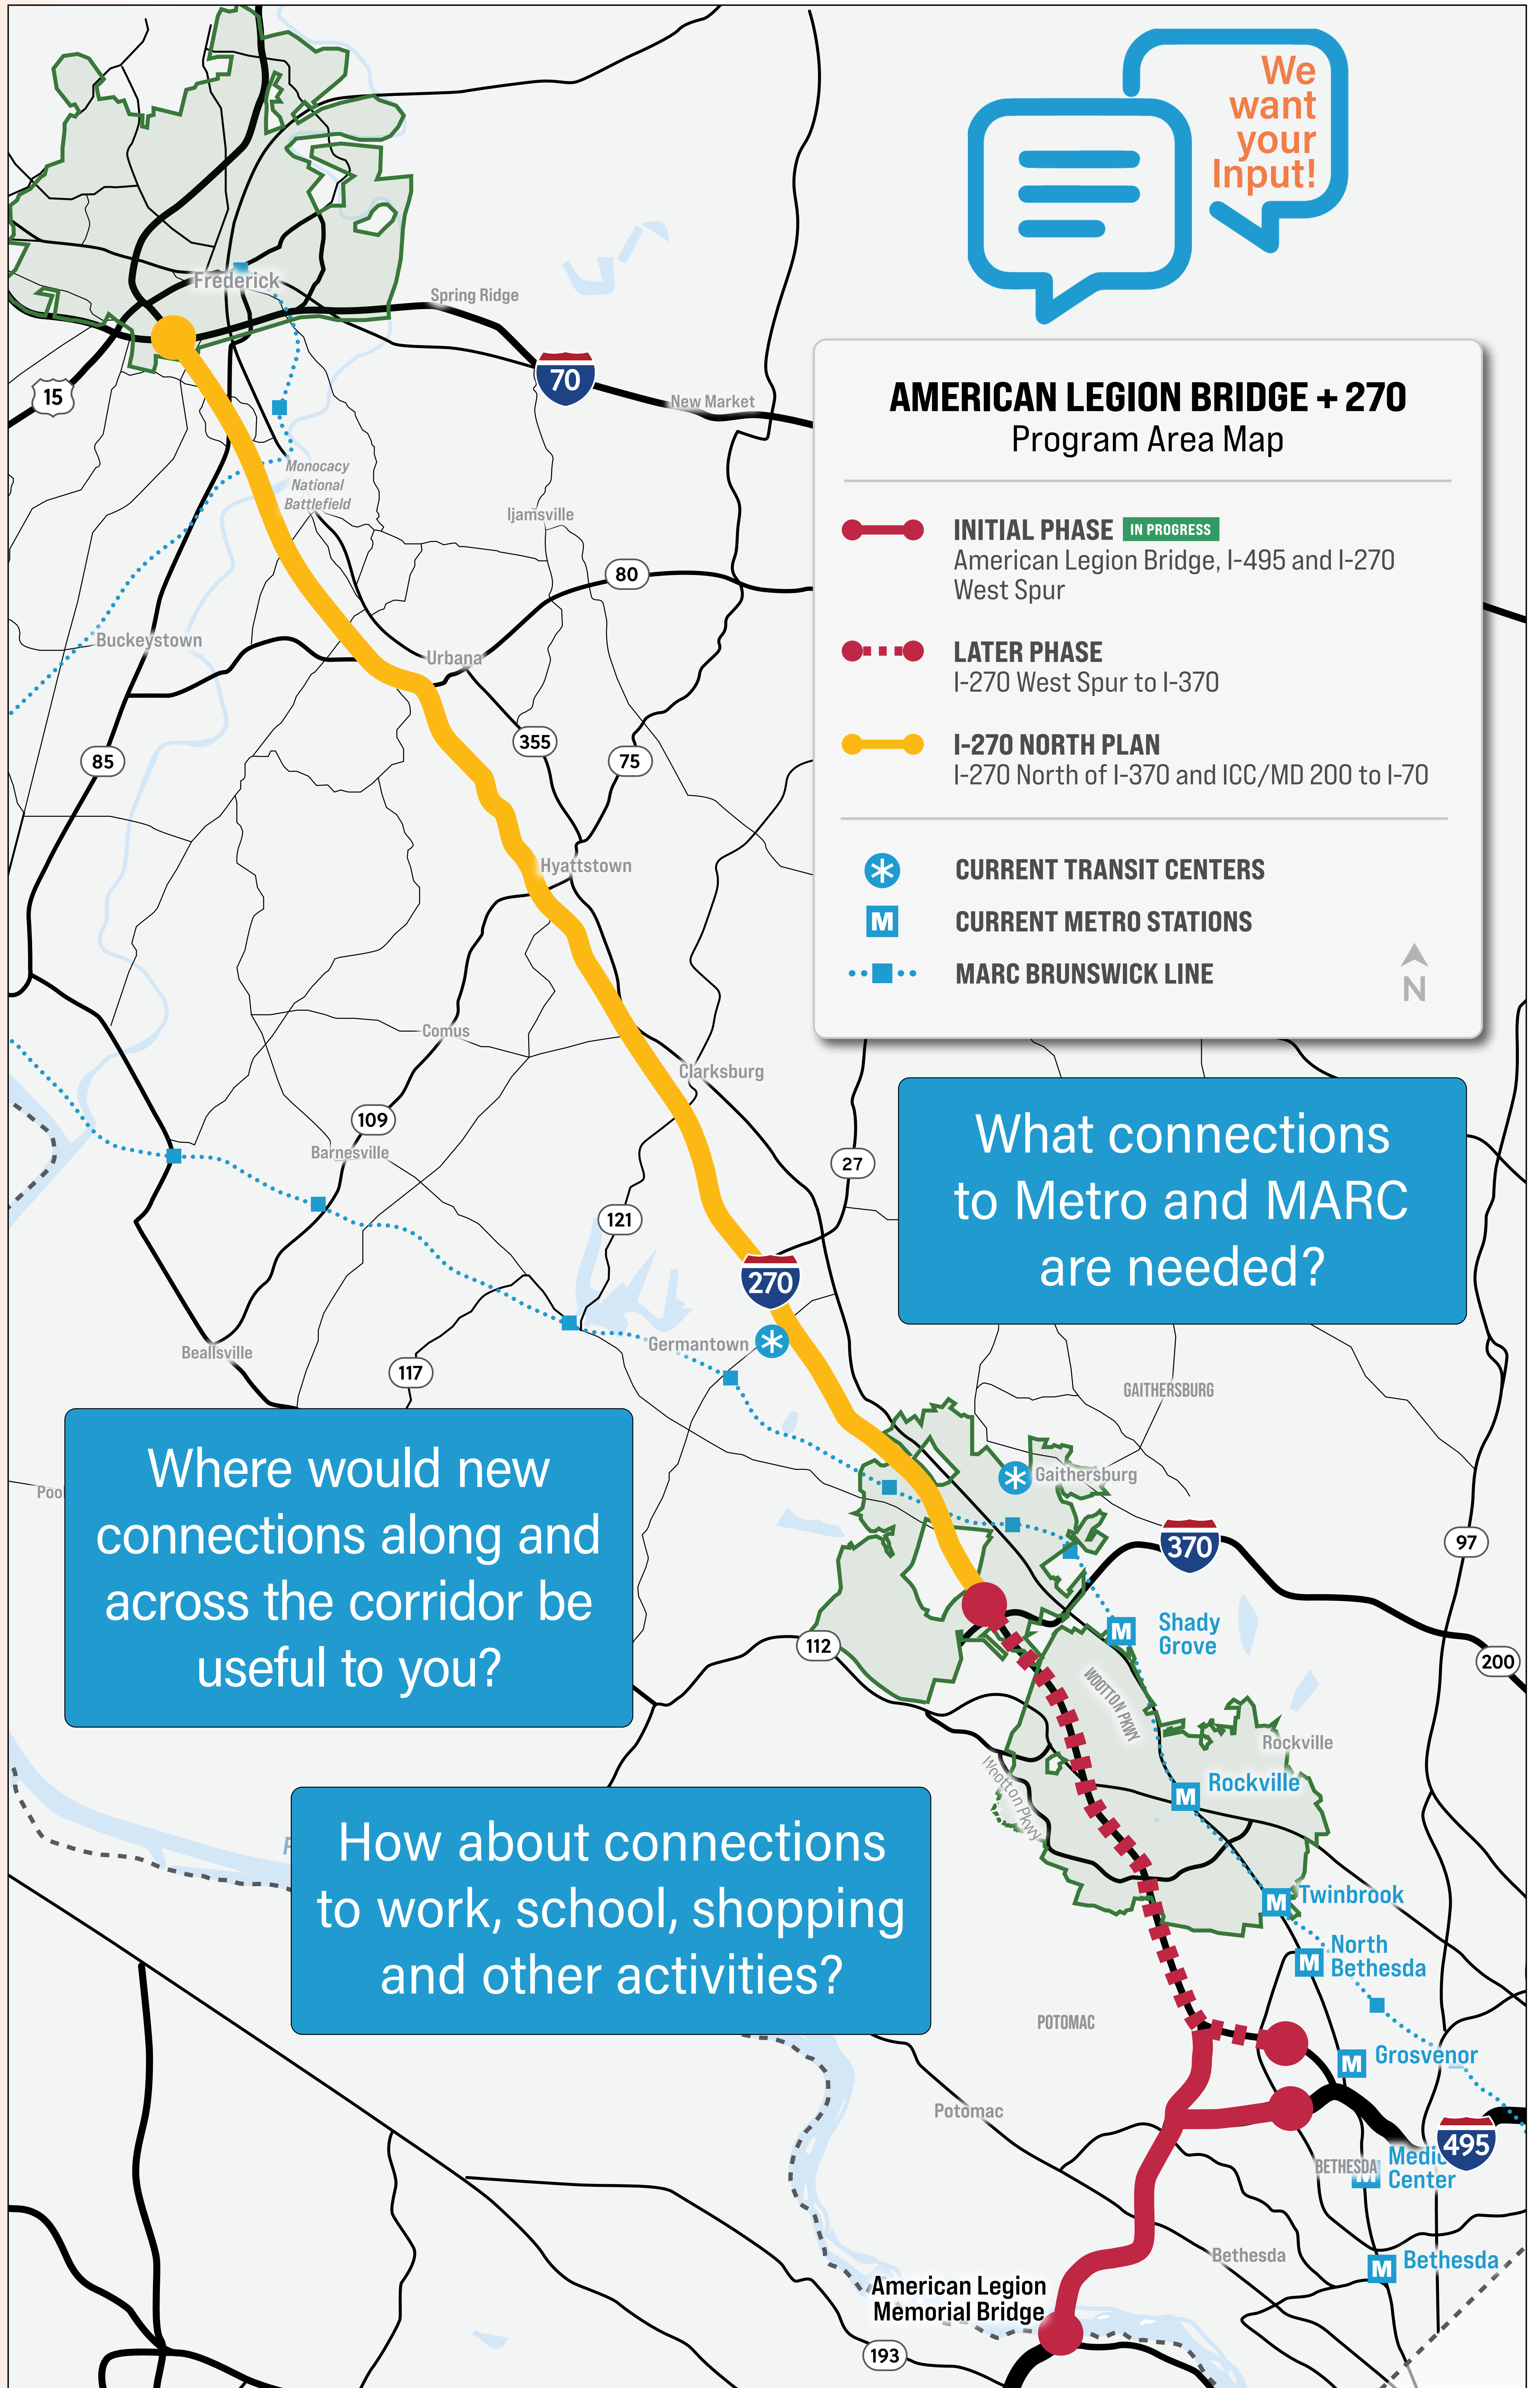 We
want
your
Input!
Frederick
Spring Ridge
70
15
New Market
AMERICAN LEGION BRIDGE + 270
Program Area Map
INITIAL PHASE IN PROGRESS
American Legion Bridge, I-495 and I-270
West Spur
LATER PHASE
I-270 West Spur to I-370
I-270 NORTH PLAN
I-270 North of I-370 and ICC/MD 200 to I-70
CURRENT TRANSIT CENTERS
M CURRENT METRO STATIONS
MARC BRUNSWICK LINE
N
Monocacy
National
Battlefield
Ijamsville
80
Buckeystown
Urbana
355
85
75
Hyattstown
Comus
Clarksburg
109
Barnesville
27
121
What connections
to Metro and MARC
are needed?
270
Germantown
Beallsville
117
GAITHERSBURG
Where would new
connections along and
across the corridor be
useful to you?
Pool
Gaithersburg
370
97
M Shady
Grove
112
200
WOOTTON PKWY
Rockville
Wootton Pkwy
M Rockville
How about connections
to work, school, shopping
and other activities?
M Twinbrook
M North
Bethesda
POTOMAC
M Grosvenor
Potomac
495
BETHESDA
M Medic
Center
Bethesda
M Bethesda
American Legion
Memorial Bridge
193